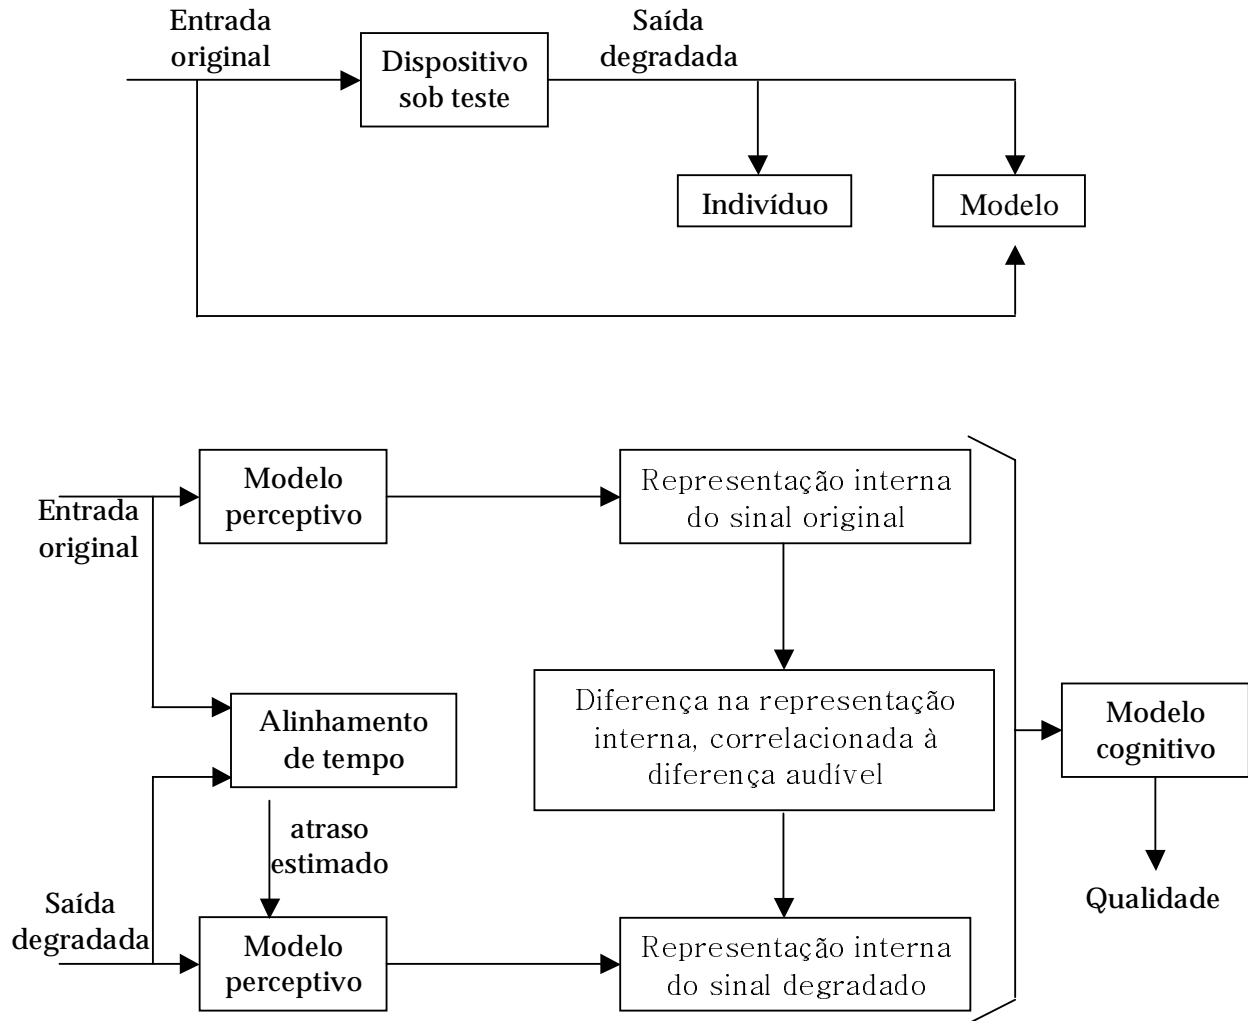 Entrada
original
Dispositivo
sob teste
Saída
degradada
Indivíduo
Modelo
Modelo
perceptivo
Representação interna
do sinal original
Entrada
original
Diferença na representação
interna, correlacionada à
diferença audível
Alinhamento
de tempo
Modelo
cognitivo
atraso
estimado
Qualidade
Saída
degradada
Modelo
perceptivo
Representação interna
do sinal degradado